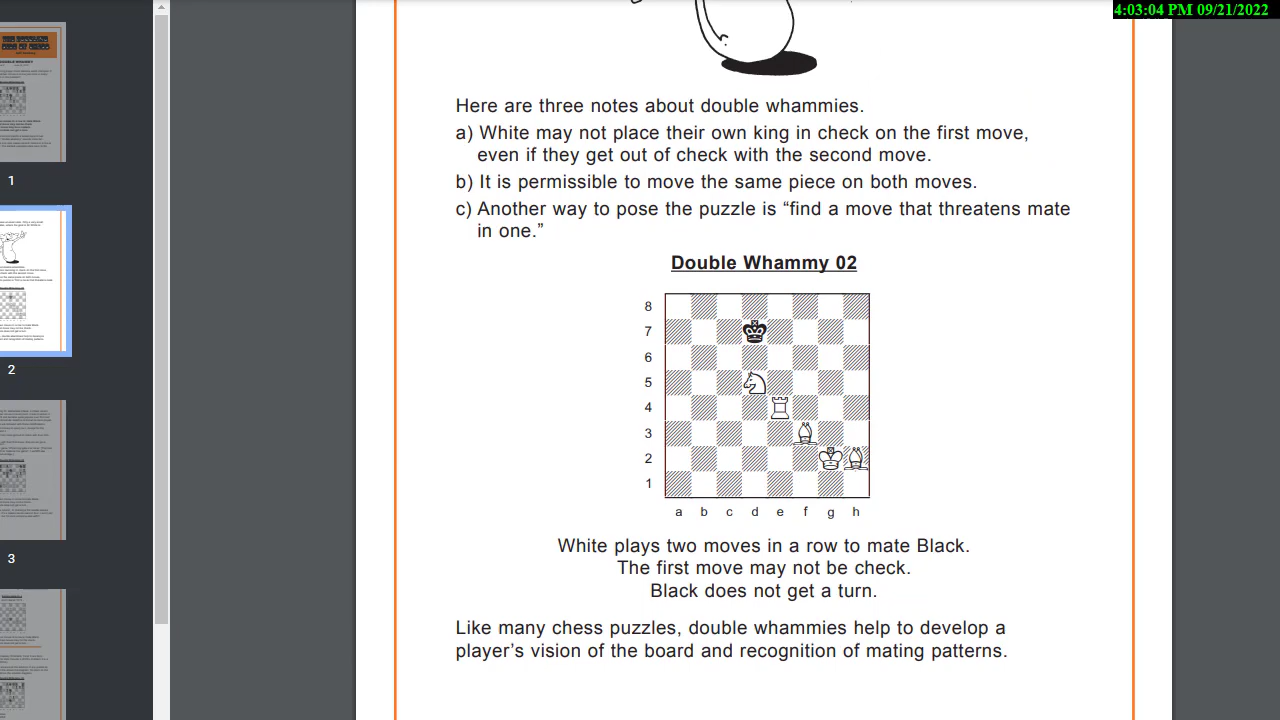 4:03:04 PM 09/21/2022
Here are three notes about double whammies.
a) White may not place their own king in check on the first move,
even if they get out of check with the second move.
b) It is permissible to move the same piece on both moves.
c) Another way to pose the puzzle is “find a move that threatens mate
in one.”
Double Whammy 02
8
7
6
5
4
3
2
1
a b c d e f g h
White plays two moves in a row to mate Black.
The first move may not be check.
Black does not get a turn.
Like many chess puzzles, double whammies help to develop a
player’s vision of the board and recognition of mating patterns.
1
2
3